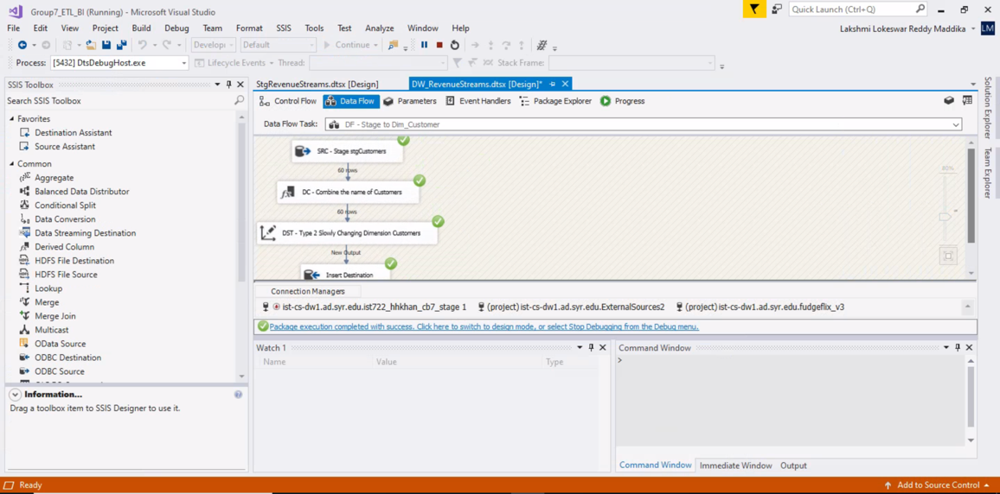 Group7_ETL_BI (Running) - Microsoft Visual Studio
Quick Launch (Ctrl+Q)
File Edit View Project Build Debug Team Format SSIS Tools Test Analyze Window Help
Lakshmi Lokeswar Reddy Maddika LM
Develop Default Continue
Process: [5432] DtsDebugHost.exe Lifecycle Events Thread: Stack Frame:
SSIS Toolbox
Search SSIS Toolbox
Favorites
Destination Assistant
Source Assistant
Common
Aggregate
Balanced Data Distributor
Conditional Split
Data Conversion
Data Streaming Destination
Derived Column
HDFS File Destination
HDFS File Source
Lookup
Merge
Merge Join
Multicast
OData Source
ODBC Destination
ODBC Source
Information...
Drag a toolbox item to SSIS Designer to use it.
StgRevenueStreams.dtsx [Design] DW_RevenueStreams.dtsx [Design]*
Control Flow Data Flow Parameters Event Handlers Package Explorer Progress
Data Flow Task: DF - Stage to Dim_Customer
SRC - Stage stgCustomers
60 rows
DC - Combine the name of Customers
60 rows
DST - Type 2 Slowly Changing Dimension Customers
New Output
Insert Destination
Connection Managers
ist-cs-dw1.ad.syr.edu.ist722_hhkhan_cb7_stage 1 (project) ist-cs-dw1.ad.syr.edu.ExternalSources2 (project) ist-cs-dw1.ad.syr.edu.fudgeflix_v3
Package execution completed with success. Click here to switch to design mode, or select Stop Debugging from the Debug menu.
Watch 1
Name Value Type
Command Window
>
Command Window Immediate Window Output
Solution Explorer
Team Explorer
Ready
Add to Source Control